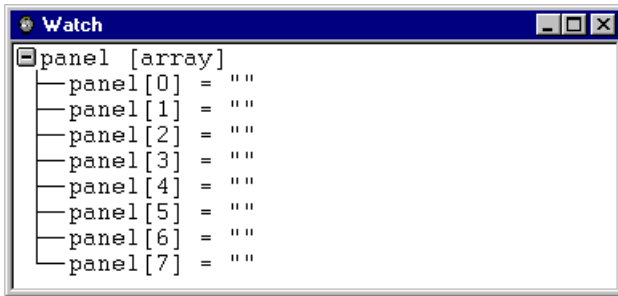 Watch
panel [array]
panel[0] = ""
panel[1] = ""
panel[2] = ""
panel[3] = ""
panel[4] = ""
panel[5] = ""
panel[6] = ""
panel[7] = ""